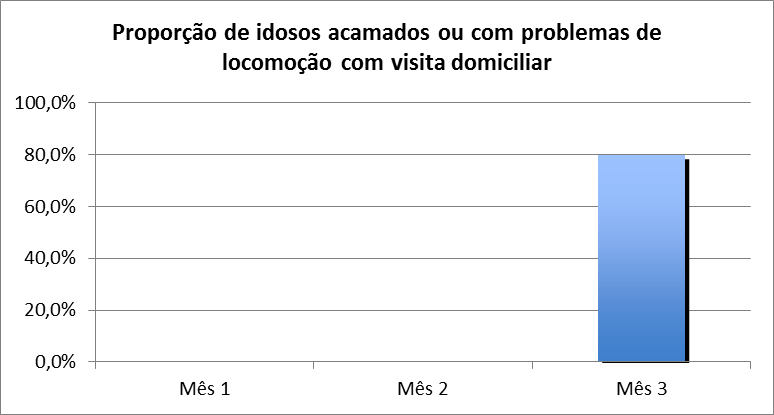 Proporção de idosos acamados ou com problemas de
locomoção com visita domiciliar
100,0%
80,0%
60,0%
40,0%
20,0%
0,0%
Mês 1
Mês 2
Mês 3